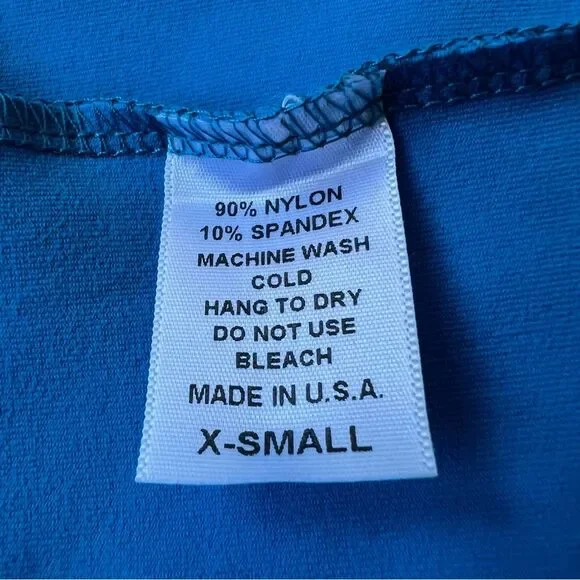 90% NYLON
10% SPANDEX
MACHINE WASH
COLD
HANG TO DRY
DO NOT USE
BLEACH
MADE IN U.S.A.
X-SMALL